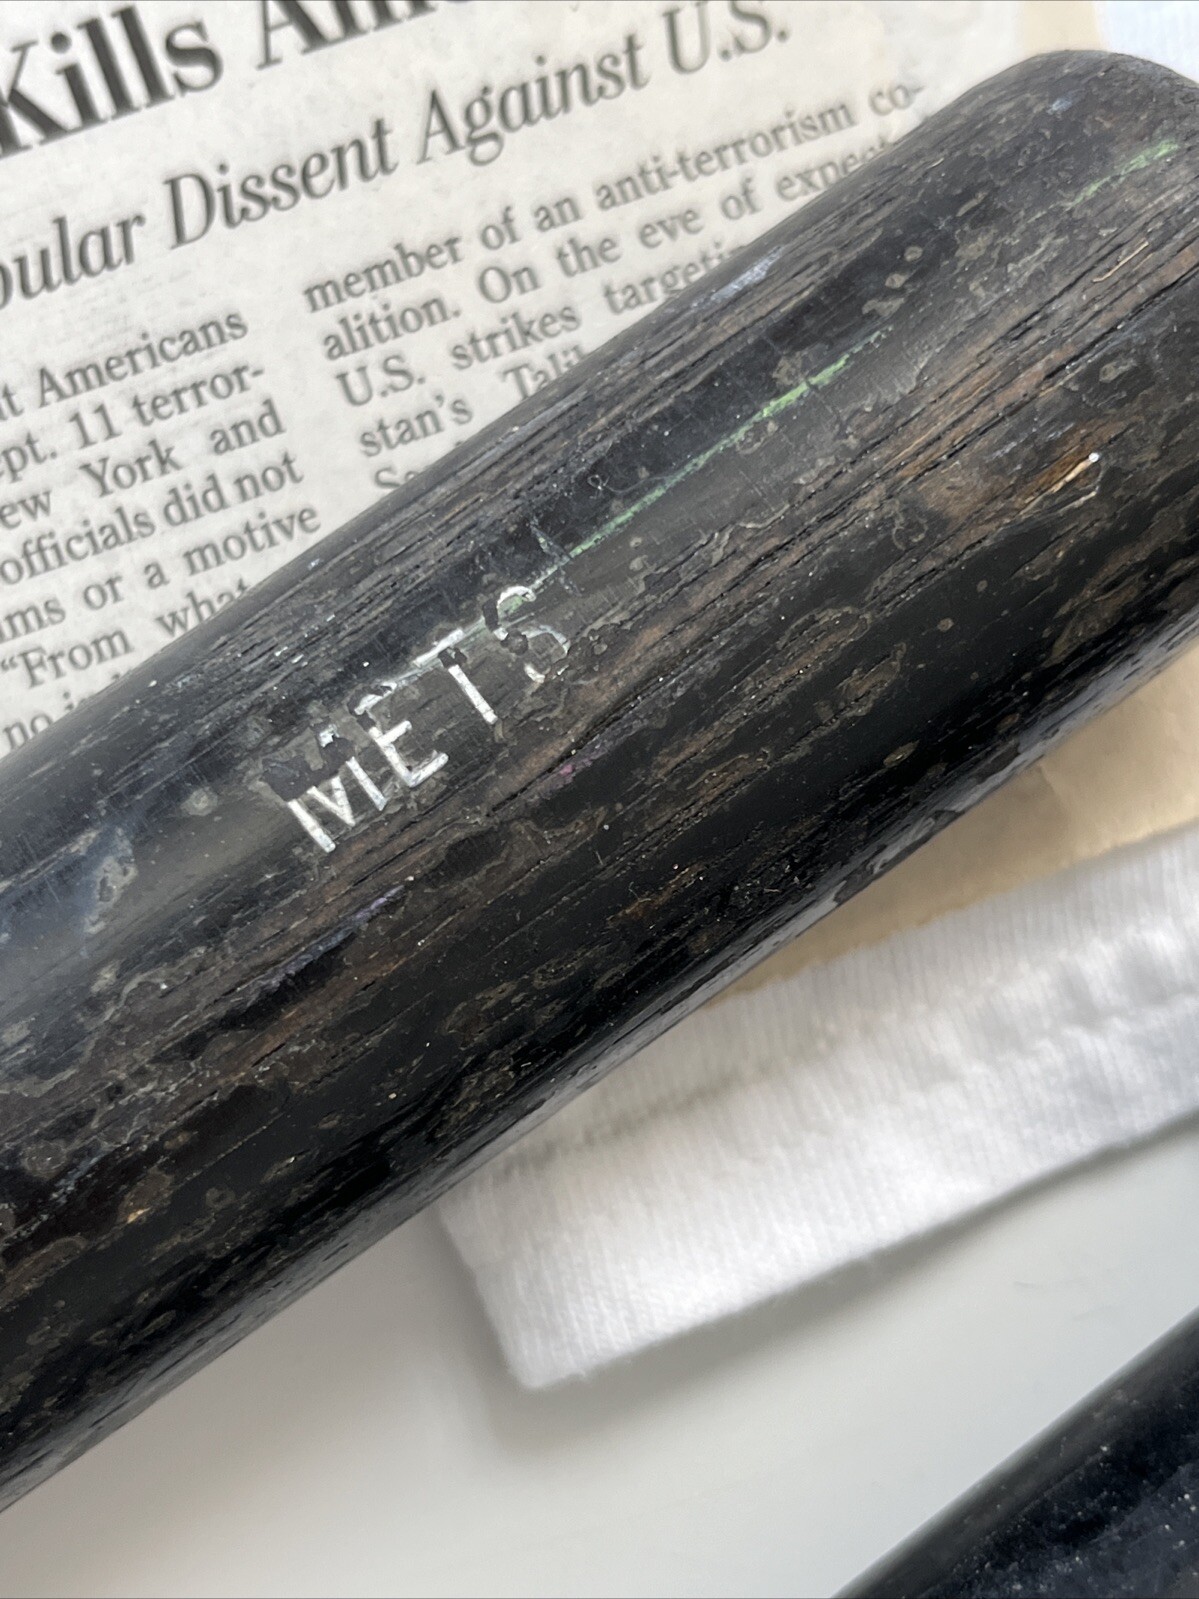 Kills
pular Dissent Against U.S.
t Americans
pt. 11 terror-
ew York and
officials did not
ms or a motive
"From what
no
member of an anti-terrorism co-
alition. On the eve of
U.S. strikes
stan's
METS